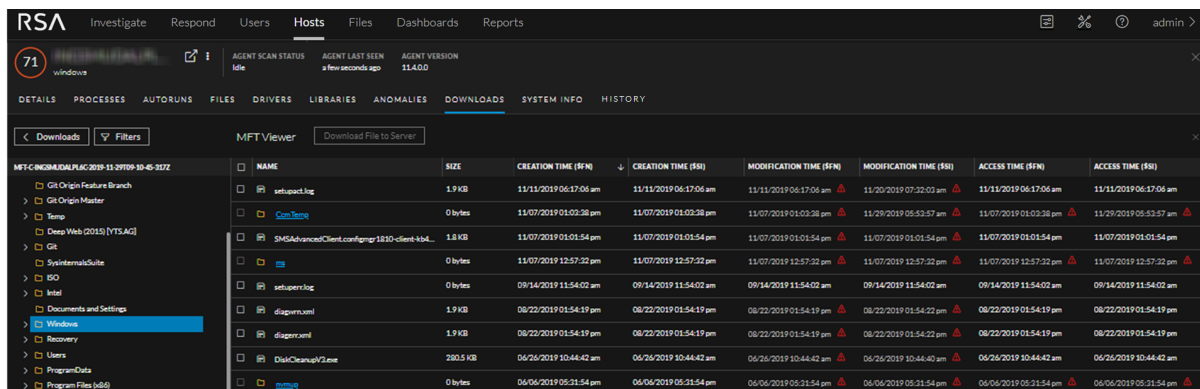 RSA Investigate Respond Users Hosts Files Dashboards Reports admin
71 AGENT SCAN STATUS AGENT LAST SEEN AGENT VERSION
windows Idle a few seconds ago 11.4.0.0
DETAILS PROCESSES AUTORUNS FILES DRIVERS LIBRARIES ANOMALIES DOWNLOADS SYSTEM INFO HISTORY
Downloads Filters MFT Viewer Download File to Server
MFT-C-INGSMUDALPL6C-2019-11-29T09-10-45-317Z NAME SIZE CREATION TIME ($FN) CREATION TIME ($SI) MODIFICATION TIME ($FN) MODIFICATION TIME ($SI) ACCESS TIME ($FN) ACCESS TIME ($SI)
Git Origin Feature Branch
setupact.log 1.9 KB 11/11/2019 06:17:06 am 11/11/2019 06:17:06 am 11/11/2019 06:17:06 am 11/20/2019 07:32:03 am 11/11/2019 06:17:06 am 11/11/2019 06:17:06 am
Git Origin Master
Temp
CcmTemp 0 bytes 11/07/2019 01:03:38 pm 11/07/2019 01:03:38 pm 11/07/2019 01:03:38 pm 11/29/2019 05:53:57 am 11/07/2019 01:03:38 pm 11/29/2019 05:53:57 am
Deep Web (2015) [YTS.AG]
SMSAdvancedClient.configmgr1810-client-kb4... 1.8 KB 11/07/2019 01:01:54 pm 11/07/2019 01:01:54 pm 11/07/2019 01:01:54 pm 11/07/2019 01:01:54 pm 11/07/2019 01:01:54 pm 11/07/2019 01:01:54 pm
Git
SysinternalsSuite
ms 0 bytes 11/07/2019 12:57:32 pm 11/07/2019 12:57:32 pm 11/07/2019 12:57:32 pm 11/07/2019 12:57:32 pm 11/07/2019 12:57:32 pm 11/07/2019 12:57:32 pm
ISO
setuperr.log 0 bytes 09/14/2019 11:54:02 am 09/14/2019 11:54:02 am 09/14/2019 11:54:02 am 09/14/2019 11:54:02 am 09/14/2019 11:54:02 am 09/14/2019 11:54:02 am
Intel
Documents and Settings
diagwrn.xml 1.9 KB 08/22/2019 01:54:19 pm 08/22/2019 01:54:19 pm 08/22/2019 01:54:19 pm 08/22/2019 01:54:22 pm 08/22/2019 01:54:19 pm 08/22/2019 01:54:19 pm
Windows
diagerr.xml 1.9 KB 08/22/2019 01:54:19 pm 08/22/2019 01:54:19 pm 08/22/2019 01:54:19 pm 08/22/2019 01:54:22 pm 08/22/2019 01:54:19 pm 08/22/2019 01:54:19 pm
Recovery
Users
DiskCleanupV3.exe 280.5 KB 06/26/2019 10:44:42 am 06/26/2019 10:44:42 am 06/26/2019 10:44:42 am 06/26/2019 10:44:40 am 06/26/2019 10:44:42 am 06/26/2019 10:44:42 am
ProgramData
Program Files (x86)
0 bytes 06/06/2019 05:31:54 pm 06/06/2019 05:31:54 pm 06/06/2019 05:31:54 pm 06/06/2019 05:31:54 pm 06/06/2019 05:31:54 pm 06/06/2019 05:31:54 pm